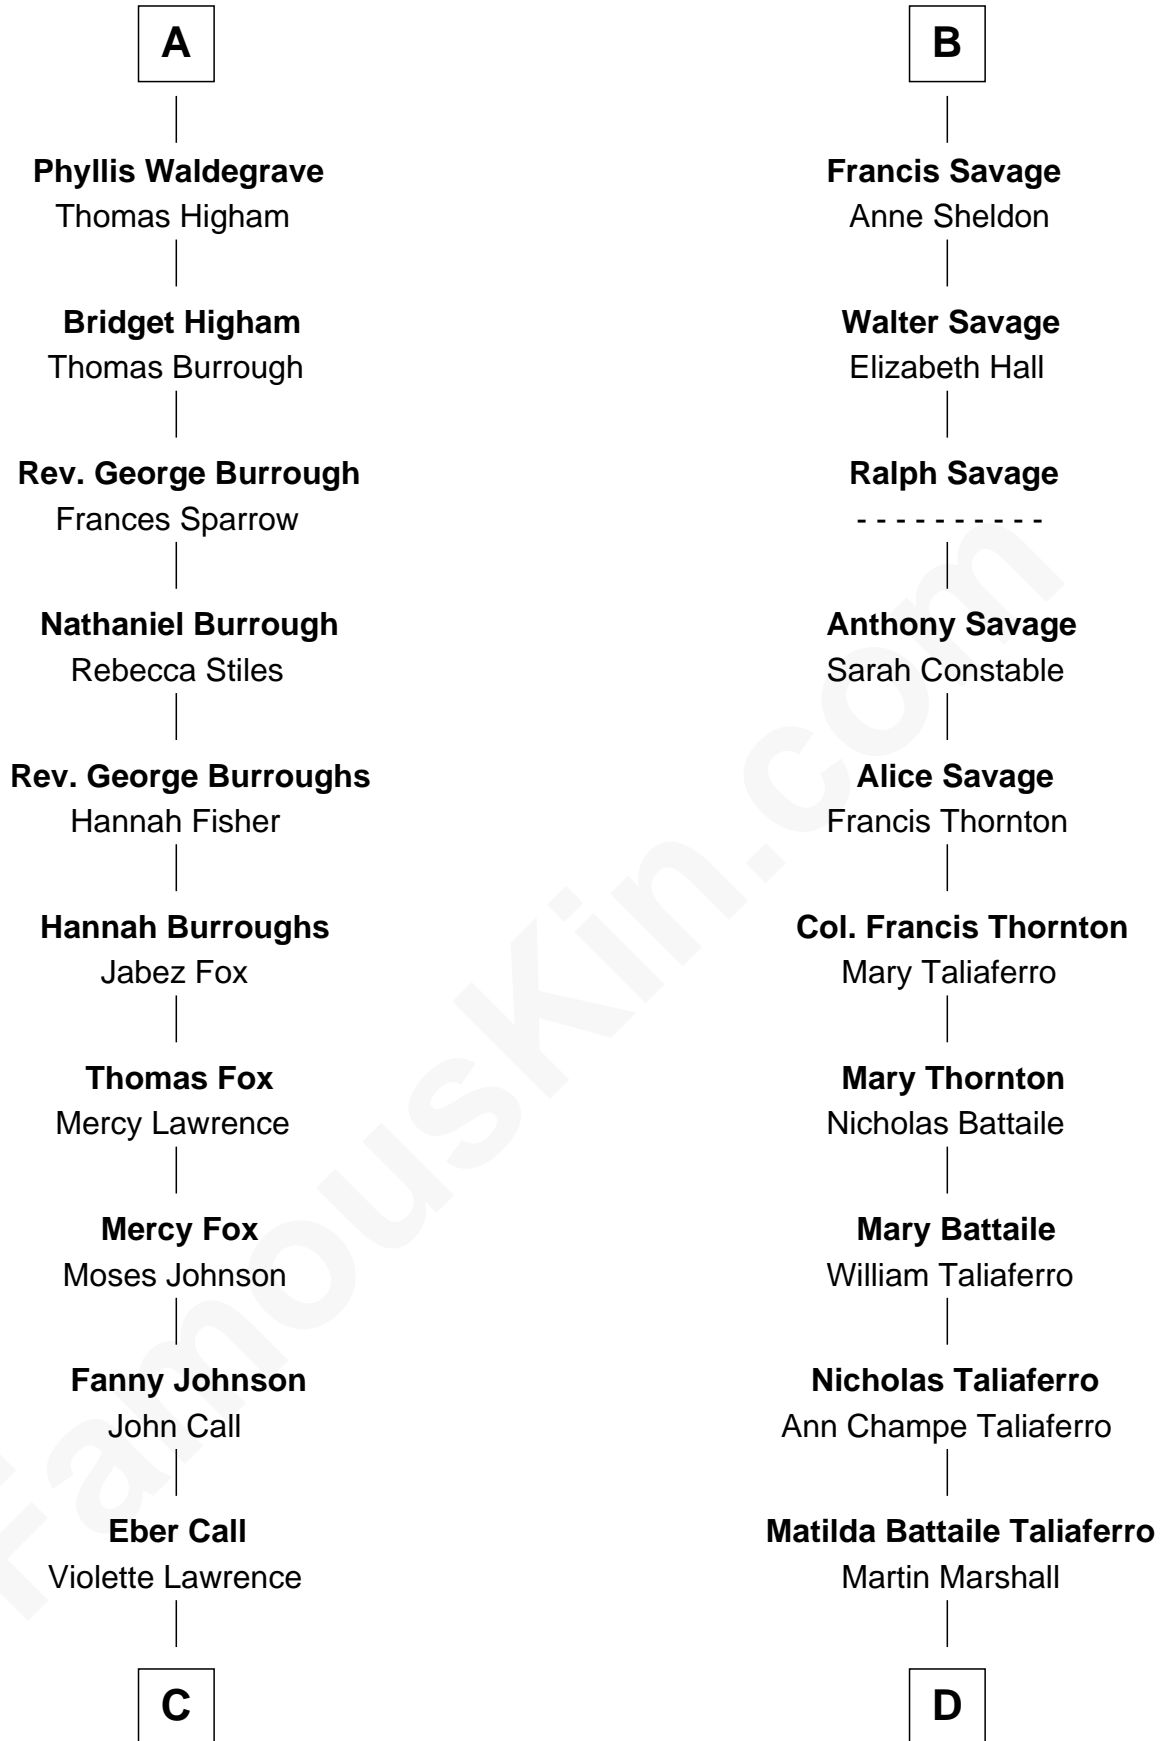 A
Phyllis Waldegrave
Thomas Higham
Bridget Higham
Thomas Burrough
Rev. George Burrough
Frances Sparrow
Nathaniel Burrough
Rebecca Stiles
Rev. George Burroughs
Hannah Fisher
Hannah Burroughs
Jabez Fox
Thomas Fox
Mercy Lawrence
Mercy Fox
Moses Johnson
Fanny Johnson
John Call
Eber Call
Violette Lawrence
C
B
Francis Savage
Anne Sheldon
Walter Savage
Elizabeth Hall
Ralph Savage
- - - - - - - - - -
Anthony Savage
Sarah Constable
Alice Savage
Francis Thornton
Col. Francis Thornton
Mary Taliaferro
Mary Thornton
Nicholas Battaile
Mary Battaile
William Taliaferro
Nicholas Taliaferro
Ann Champe Taliaferro
Matilda Battaile Taliaferro
Martin Marshall
D
FamousKin.com